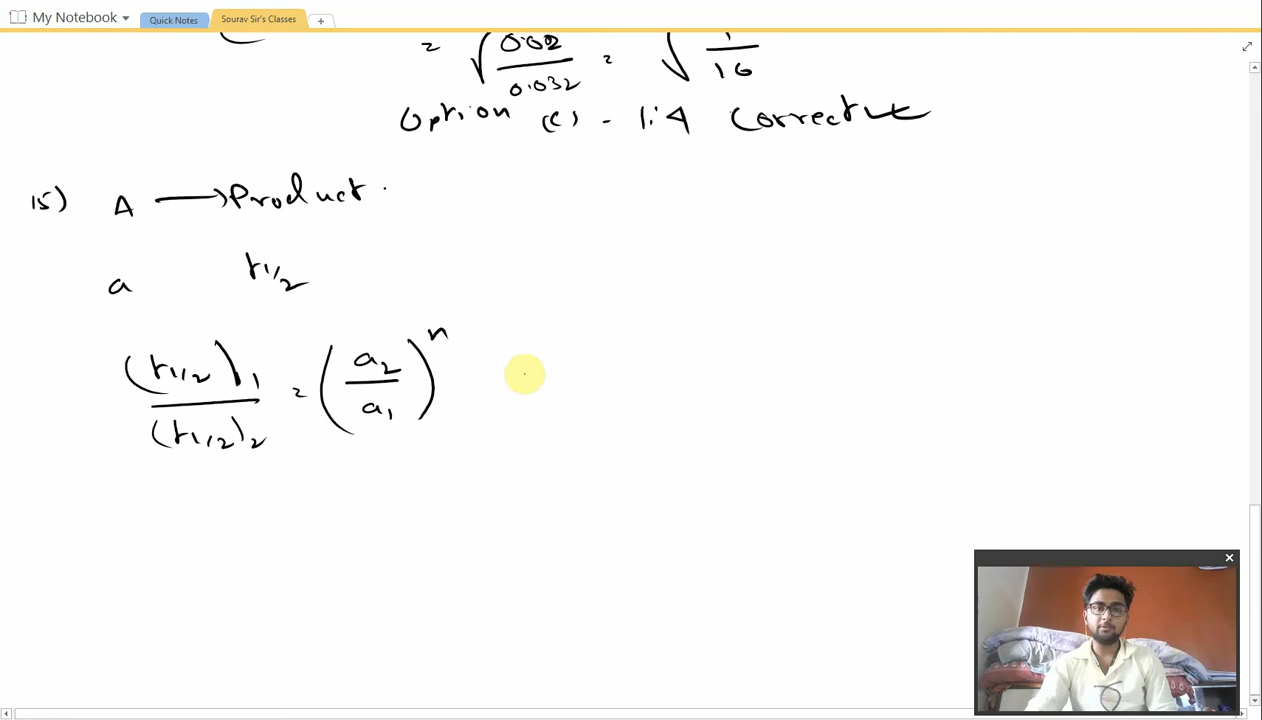 My Notebook Quick Notes Sourav Sir's Classes +
= √(0.02/0.032) = √(1/16)
Option (c) - 1:4 Correct
15) A ⟶ Product.
a t1/2
(t1/2)1/(t1/2)2 = (a2/a1)^n